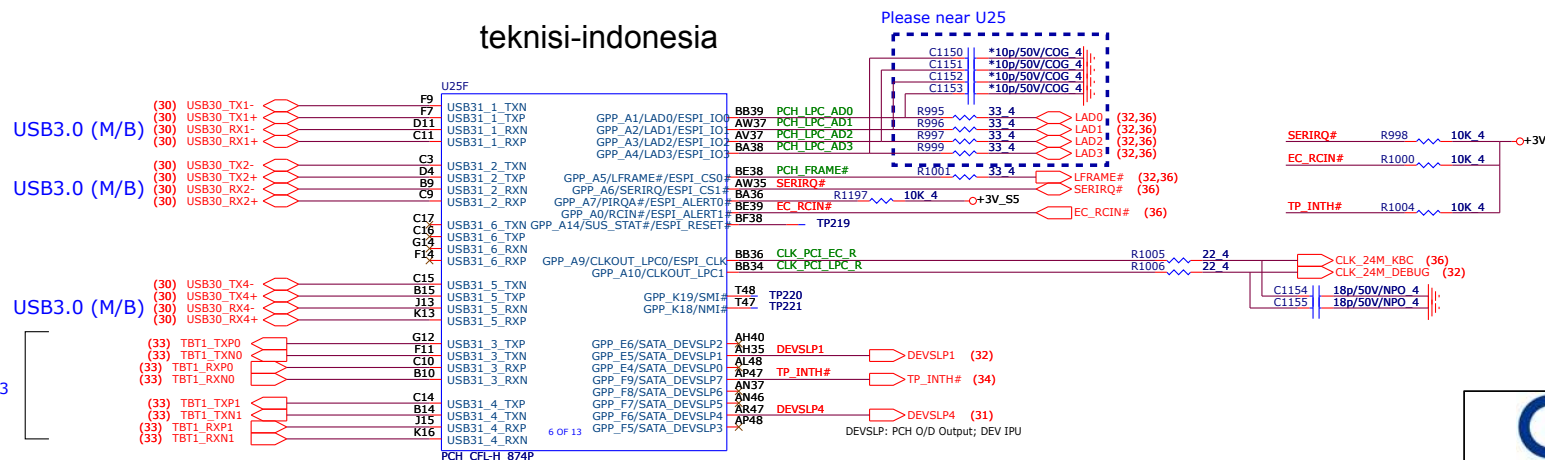 teknisi-indonesia
Please near U25
C1150 *10p/50V/COG_4
C1151 *10p/50V/COG_4
C1152 *10p/50V/COG_4
C1153 *10p/50V/COG_4
U25F
USB3.0 (M/B)
(30) USB30_TX1- F9 USB31_1_TXN
(30) USB30_TX1+ F7 USB31_1_TXP
(30) USB30_RX1- D11 USB31_1_RXN
(30) USB30_RX1+ C11 USB31_1_RXP
USB3.0 (M/B)
(30) USB30_TX2- C3 USB31_2_TXN
(30) USB30_TX2+ D4 USB31_2_TXP
(30) USB30_RX2- B9 USB31_2_RXN
(30) USB30_RX2+ C9 USB31_2_RXP
C17 USB31_6_TXN
C16 USB31_6_TXP
G14 USB31_6_RXN
F14 USB31_6_RXP
USB3.0 (M/B)
(30) USB30_TX4- C15 USB31_5_TXN
(30) USB30_TX4+ B15 USB31_5_TXP
(30) USB30_RX4- J13 USB31_5_RXN
(30) USB30_RX4+ K13 USB31_5_RXP
3
(33) TBT1_TXP0 G12 USB31_3_TXP
(33) TBT1_TXN0 F11 USB31_3_TXN
(33) TBT1_RXP0 C10 USB31_3_RXP
(33) TBT1_RXN0 B10 USB31_3_RXN
(33) TBT1_TXP1 C14 USB31_4_TXP
(33) TBT1_TXN1 B14 USB31_4_TXN
(33) TBT1_RXP1 J15 USB31_4_RXP
(33) TBT1_RXN1 K16 USB31_4_RXN
6 OF 13
PCH_CFL-H_874P
GPP_A1/LAD0/ESPI_IO0 BB39 PCH_LPC_AD0 R995 33_4 LAD0 (32,36)
GPP_A2/LAD1/ESPI_IO1 AW37 PCH_LPC_AD1 R996 33_4 LAD1 (32,36)
GPP_A3/LAD2/ESPI_IO2 AV37 PCH_LPC_AD2 R997 33_4 LAD2 (32,36)
GPP_A4/LAD3/ESPI_IO3 BA38 PCH_LPC_AD3 R999 33_4 LAD3 (32,36)
GPP_A5/LFRAME#/ESPI_CS0# BE38 PCH_FRAME# R1001 33_4 LFRAME# (32,36)
GPP_A6/SERIRQ/ESPI_CS1# AW35 SERIRQ# SERIRQ# (36)
GPP_A7/PIRQA#/ESPI_ALERT0# BA36 R1197 10K_4 +3V_S5
GPP_A0/RCIN#/ESPI_ALERT1# BE39 EC_RCIN# EC_RCIN# (36)
GPP_A14/SUS_STAT#/ESPI_RESET# BF38 TP219
GPP_A9/CLKOUT_LPC0/ESPI_CLK BB36 CLK_PCI_EC_R R1005 22_4 CLK_24M_KBC (36)
GPP_A10/CLKOUT_LPC1 BB34 CLK_PCI_LPC_R R1006 22_4 CLK_24M_DEBUG (32)
C1154 18p/50V/NPO_4
C1155 18p/50V/NPO_4
GPP_K19/SMI# T48 TP220
GPP_K18/NMI# T47 TP221
GPP_E6/SATA_DEVSLP2 AH40
GPP_E5/SATA_DEVSLP1 AH35 DEVSLP1 DEVSLP1 (32)
GPP_E4/SATA_DEVSLP0 AL48
GPP_F9/SATA_DEVSLP7 AP47 TP_INTH# TP_INTH# (34)
GPP_F8/SATA_DEVSLP6 AN37
GPP_F7/SATA_DEVSLP5 AN46
GPP_F6/SATA_DEVSLP4 AR47 DEVSLP4 DEVSLP4 (31)
GPP_F5/SATA_DEVSLP3 AP48
DEVSLP: PCH O/D Output; DEV IPU
SERIRQ# R998 10K_4 +3V
EC_RCIN# R1000 10K_4
TP_INTH# R1004 10K_4